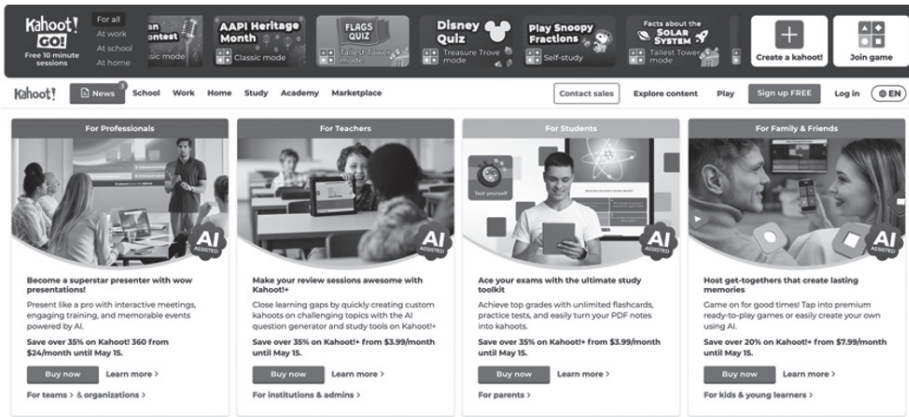 Kahoot!
GO!
Free 10 minute
sessions
For all
At work
At school
At home
an
ontest
sic mode
AAPI Heritage
Month
Classic mode
FLAGS
QUIZ
Tallest Tower
mode
Disney
Quiz
Treasure Trove
mode
Play Snoopy
Fractions
Self-study
Facts about the
SOLAR
SYSTEM
Tallest Tower
mode
Create a kahoot!
Join game
Kahoot! News 3 School Work Home Study Academy Marketplace Contact sales Explore content Play Sign up FREE Log in EN
For Professionals
AI
ASSISTED
Become a superstar presenter with wow
presentations!
Present like a pro with interactive meetings,
engaging training, and memorable events
powered by AI.
Save over 35% on Kahoot! 360 from
$24/month until May 15.
Buy now Learn more >
For teams > & organizations >
For Teachers
AI
ASSISTED
Make your review sessions awesome with
Kahoot!+
Close learning gaps by quickly creating custom
kahoots on challenging topics with the AI
question generator and study tools on Kahoot!+
Save over 35% on Kahoot!+ from $3.99/month
until May 15.
Buy now Learn more >
For institutions & admins >
For Students
Test yourself
AI
ASSISTED
Ace your exams with the ultimate study
toolkit
Achieve top grades with unlimited flashcards,
practice tests, and easily turn your PDF notes
into kahoots.
Save over 35% on Kahoot!+ from $3.99/month
until May 15.
Buy now Learn more >
For parents >
For Family & Friends
AI
ASSISTED
Host get-togethers that create lasting
memories
Game on for good times! Tap into premium
ready-to-play games or easily create your own
using AI.
Save over 20% on Kahoot!+ from $7.99/month
until May 15.
Buy now Learn more >
For kids & young learners >